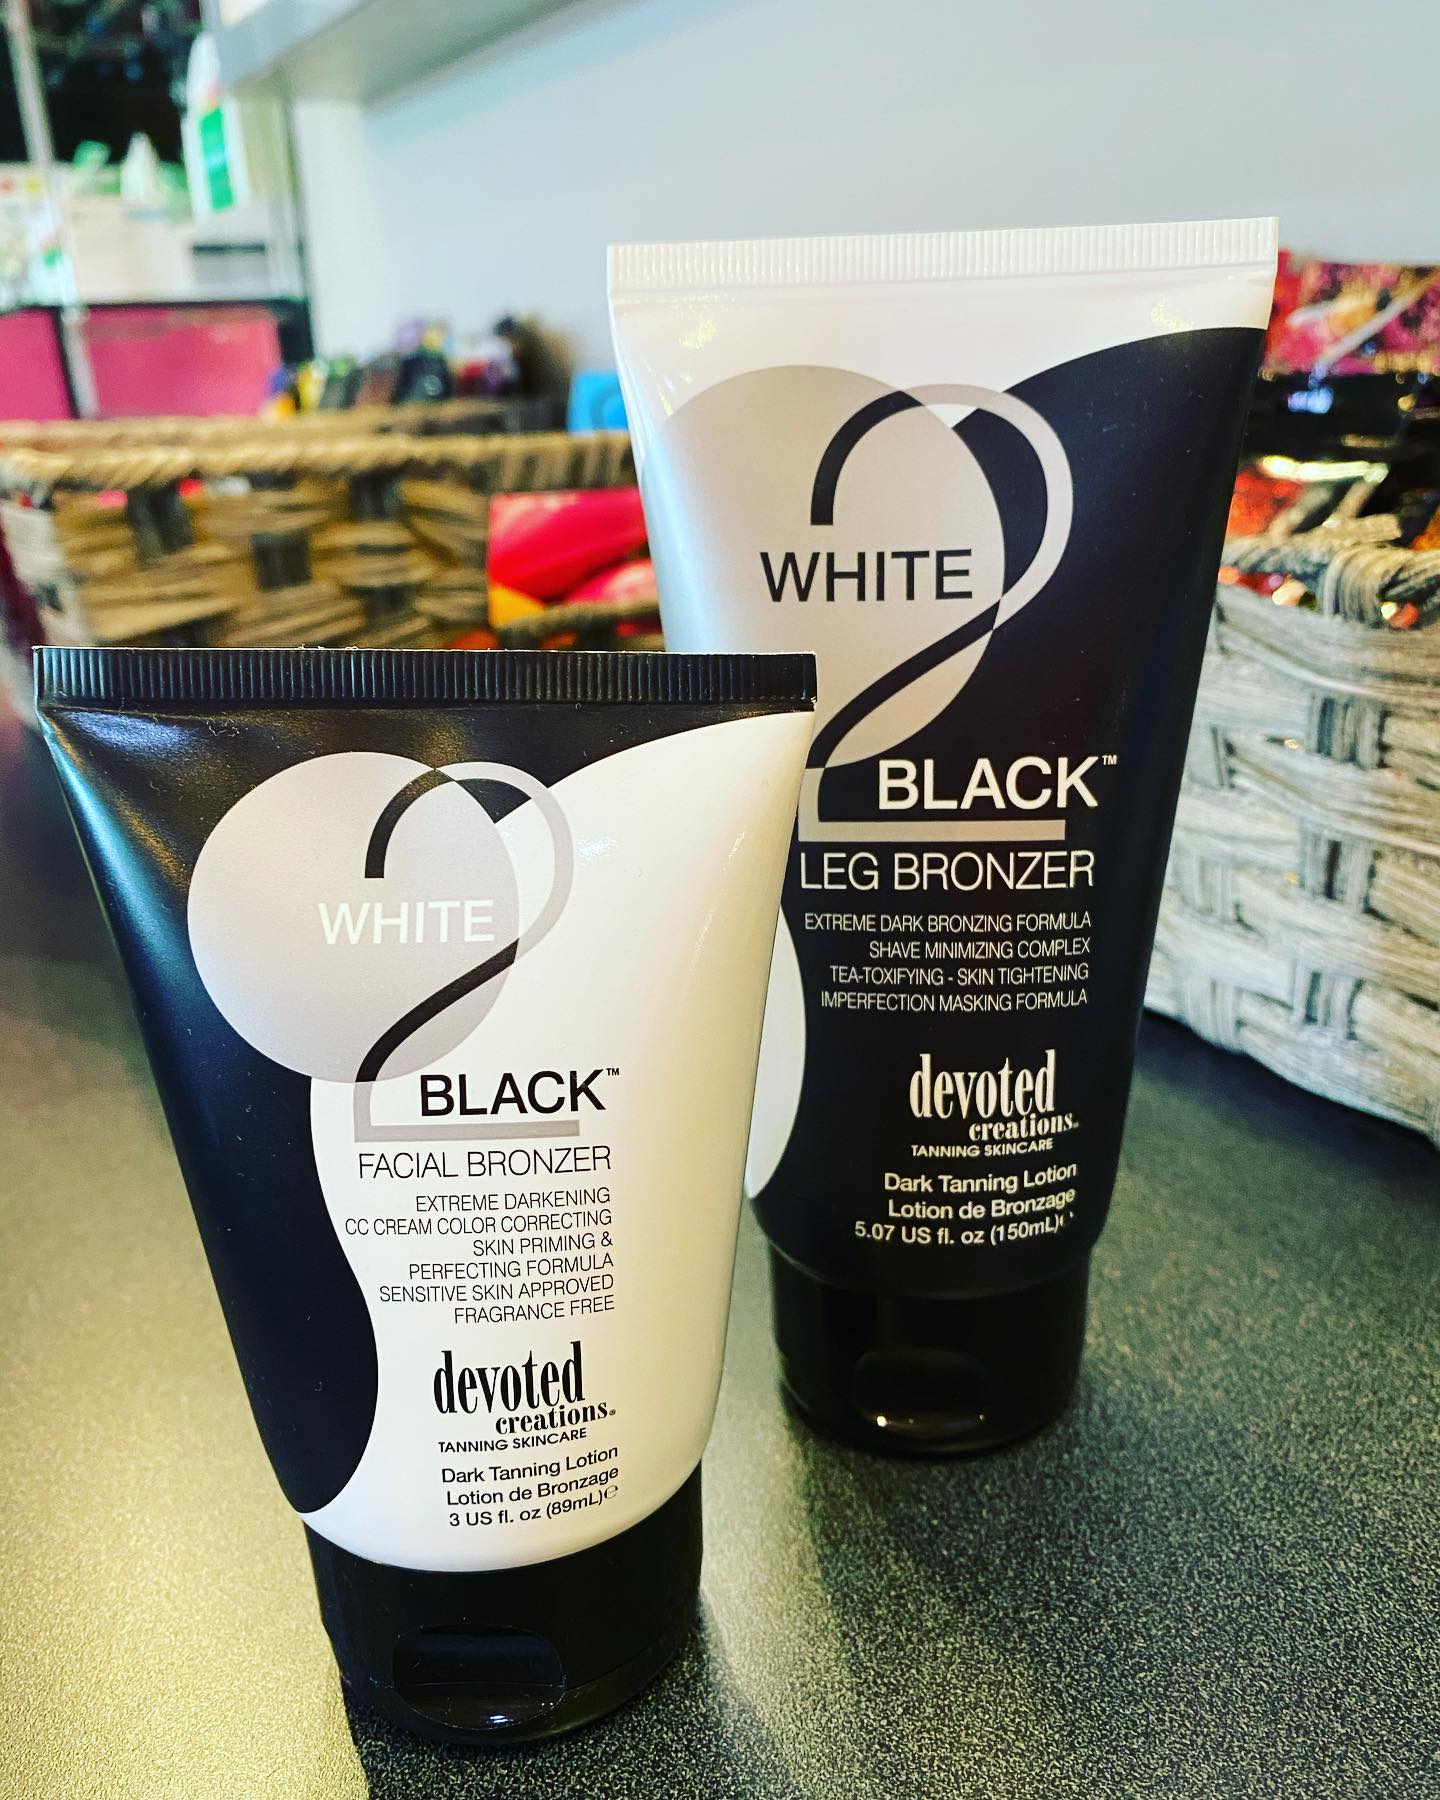 WHITE
2
BLACK™
FACIAL BRONZER
EXTREME DARKENING
CC CREAM COLOR CORRECTING
SKIN PRIMING &
PERFECTING FORMULA
SENSITIVE SKIN APPROVED
FRAGRANCE FREE
devoted
creations®
TANNING SKINCARE
Dark Tanning Lotion
Lotion de Bronzage
3 US fl. oz (89mL)℮
WHITE
2
BLACK™
LEG BRONZER
EXTREME DARK BRONZING FORMULA
SHAVE MINIMIZING COMPLEX
TEA-TOXIFYING - SKIN TIGHTENING
IMPERFECTION MASKING FORMULA
devoted
creations®
TANNING SKINCARE
Dark Tanning Lotion
Lotion de Bronzage
5.07 US fl. oz (150mL)℮